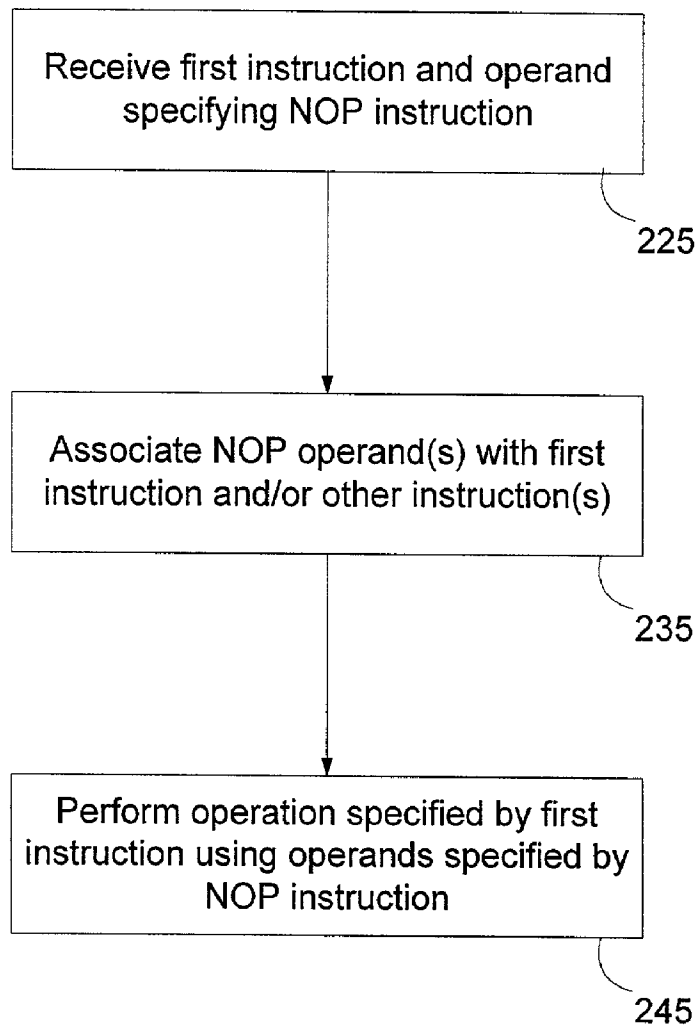 Receive first instruction and operand
specifying NOP instruction
225
Associate NOP operand(s) with first
instruction and/or other instruction(s)
235
Perform operation specified by first
instruction using operands specified by
NOP instruction
245